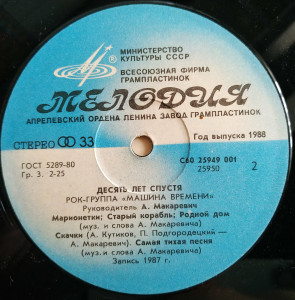 МИНИСТЕРСТВО
КУЛЬТУРЫ СССР
ВСЕСОЮЗНАЯ ФИРМА
ГРАМПЛАСТИНОК
МЕЛОДИЯ
АПРЕЛЕВСКИЙ ОРДЕНА ЛЕНИНА ЗАВОД ГРАМПЛАСТИНОК
СТЕРЕО 33
Год выпуска 1988
ГОСТ 5289-80
Гр. 3. 2-25
С60 25949 001
25950 2
ДЕСЯТЬ ЛЕТ СПУСТЯ
РОК-ГРУППА «МАШИНА ВРЕМЕНИ»
Руководитель А. Макаревич
Марионетки; Старый корабль; Родной дом
(муз. и слова А. Макаревича)
Скачки (А. Кутиков, П. Подгородецкий —
А. Макаревич). Самая тихая песня
(муз. и слова А. Макаревича)
Запись 1987 г.